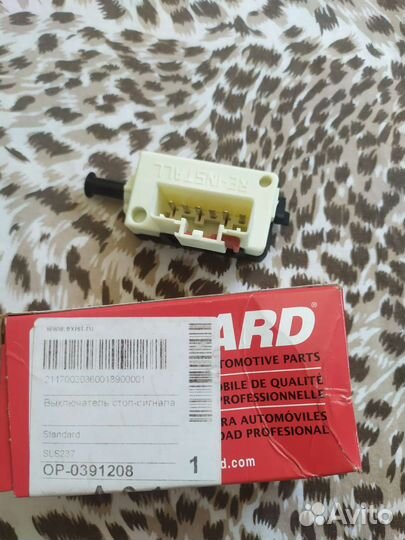 RE-INSTALL
www.exist.ru
ARD®
AUTOMOTIVE PARTS
BILE DE QUALITÉ
PROFESSIONNELLE
RA AUTOMÓVILES
DAD PROFESIONAL
d.com
Выключатель стоп-сигнала
Standard
SLS237
OP-0391208
1
Avito